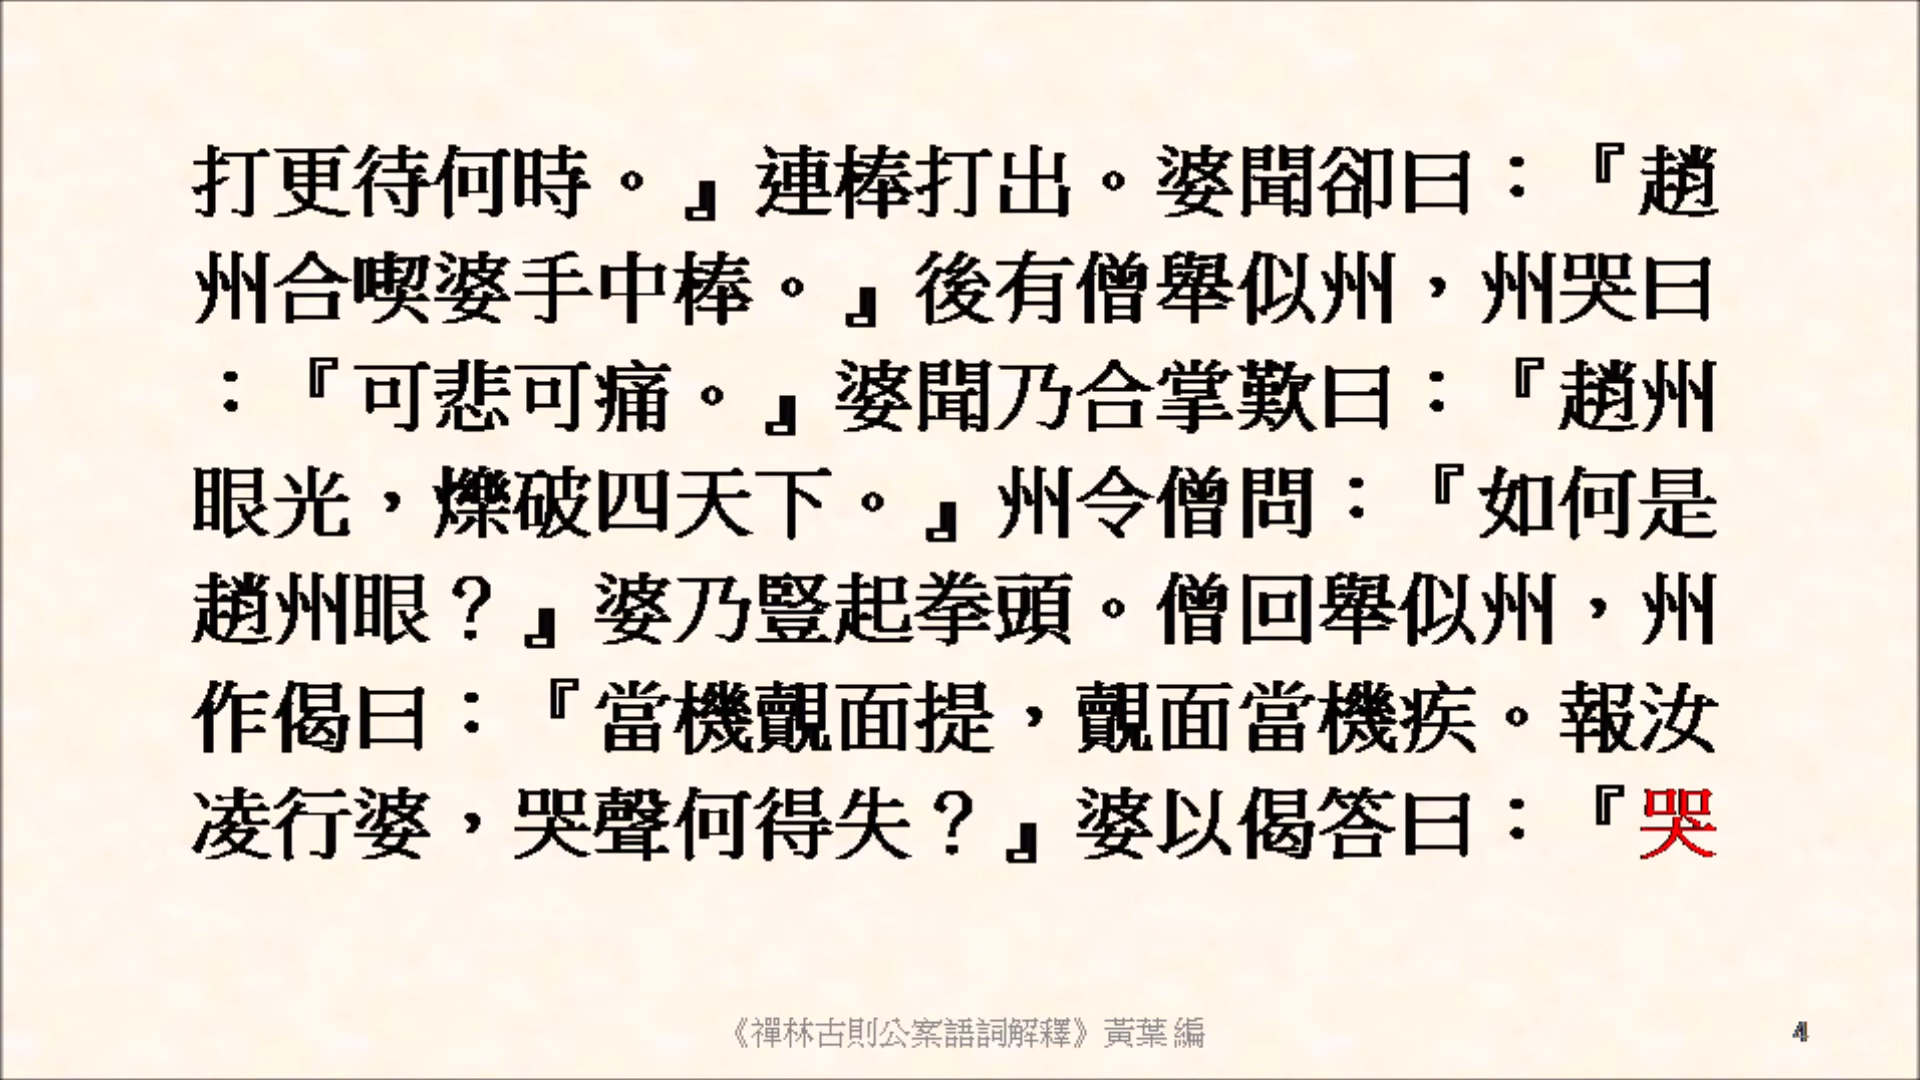 打更待何時。』連棒打出。婆聞卻曰：『趙
州合喫婆手中棒。』後有僧舉似州，州哭曰
：『可悲可痛。』婆聞乃合掌歎曰：『趙州
眼光，爍破四天下。』州令僧問：『如何是
趙州眼？』婆乃豎起拳頭。僧回舉似州，州
作偈曰：『當機覿面提，覿面當機疾。報汝
凌行婆，哭聲何得失？』婆以偈答曰：『哭
《禪林古則公案語詞解釋》黃葉 編
4